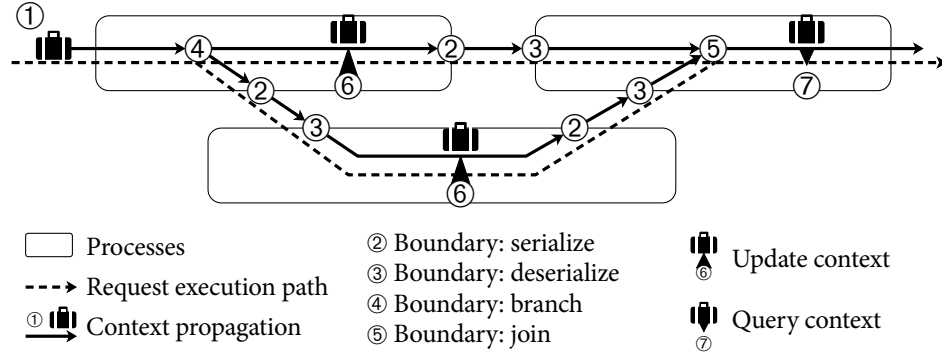 ①
④ ② ③ ⑤
② ⑥ ③ ⑦
③ ②
⑥
Processes
Request execution path
① Context propagation
② Boundary: serialize
③ Boundary: deserialize
④ Boundary: branch
⑤ Boundary: join
⑥ Update context
⑦ Query context